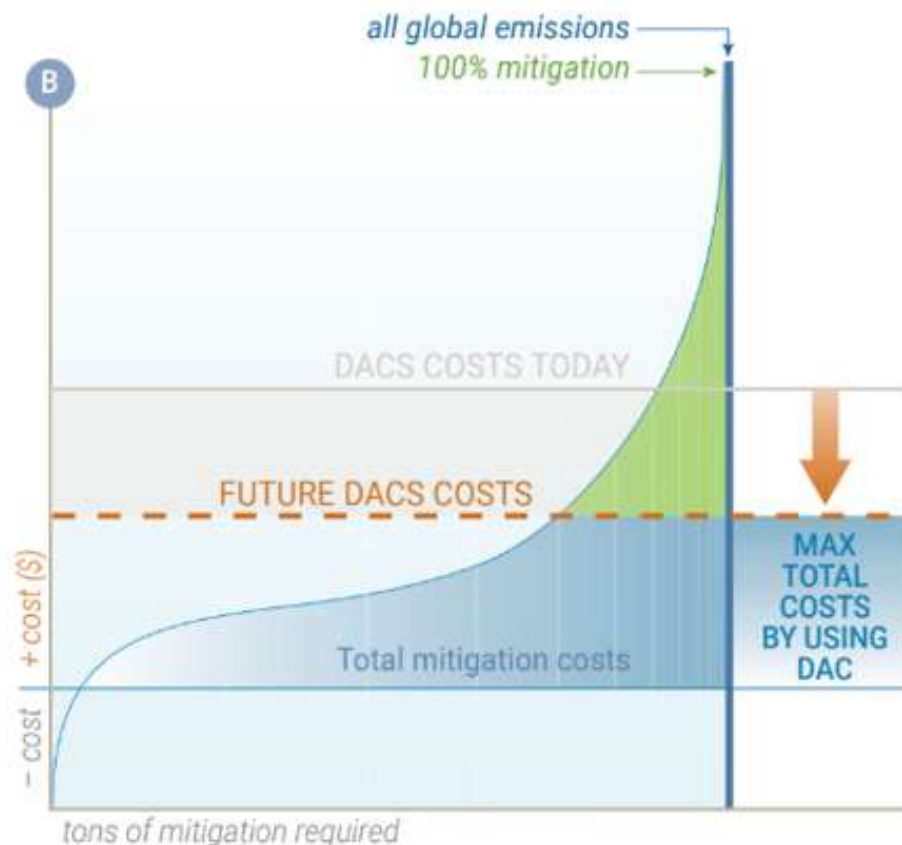 all global emissions
100% mitigation
B
DACS COSTS TODAY
FUTURE DACS COSTS
MAX
TOTAL
COSTS
BY USING
DAC
+ cost ($)
Total mitigation costs
– cost
tons of mitigation required